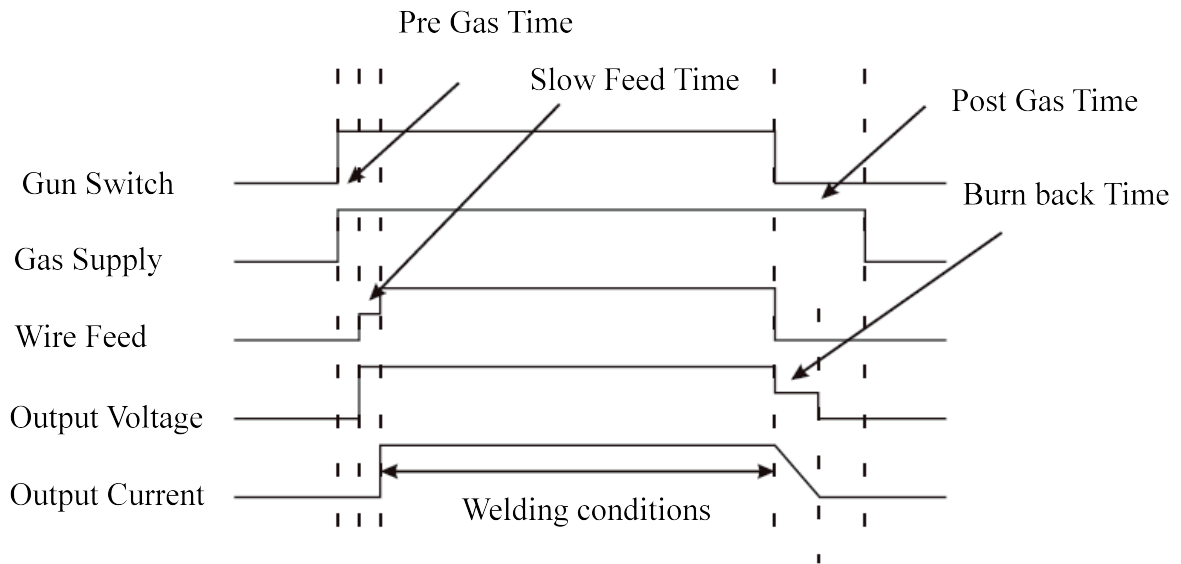 Pre Gas Time
Slow Feed Time
Post Gas Time
Gun Switch
Burn back Time
Gas Supply
Wire Feed
Output Voltage
Output Current
Welding conditions